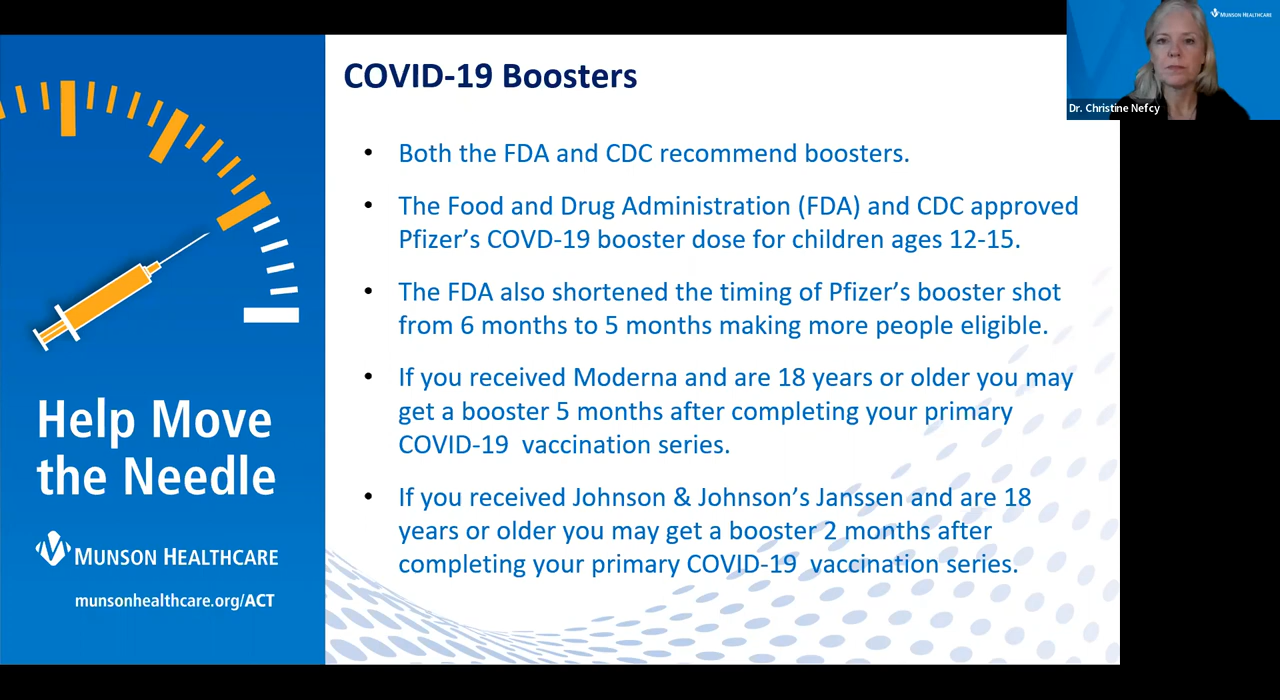 COVID-19 Boosters
• Both the FDA and CDC recommend boosters.
• The Food and Drug Administration (FDA) and CDC approved
Pfizer’s COVD-19 booster dose for children ages 12-15.
• The FDA also shortened the timing of Pfizer’s booster shot
from 6 months to 5 months making more people eligible.
• If you received Moderna and are 18 years or older you may
get a booster 5 months after completing your primary
COVID-19  vaccination series.
• If you received Johnson & Johnson’s Janssen and are 18
years or older you may get a booster 2 months after
completing your primary COVID-19  vaccination series.
Help Move
the Needle
MUNSON HEALTHCARE
munsonhealthcare.org/ACT
MUNSON HEALTHCARE
Dr. Christine Nefcy